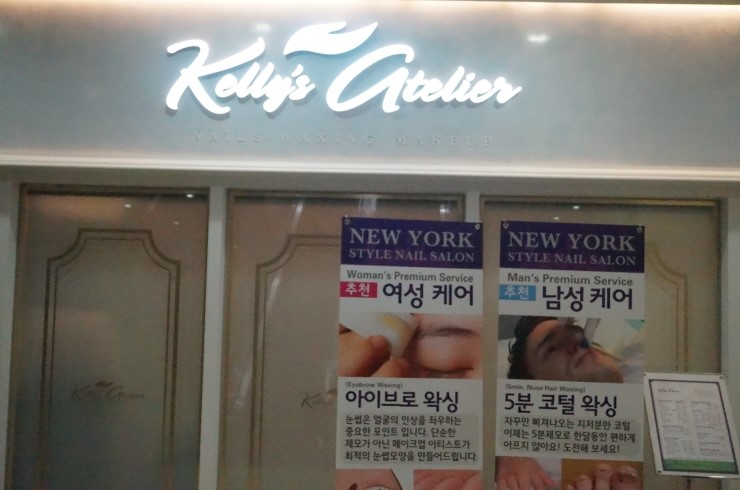 Kelly's Atelier
NAILS · WAXING · MAKEUP
NEW YORK
STYLE NAIL SALON
Woman's Premium Service
추천 여성 케어
(Eyebrow Waxing)
아이브로 왁싱
눈썹은 얼굴의 인상을 좌우하는
중요한 포인트 입니다. 단순한
제모가 아닌 메이크업 아티스트가
최적의 눈썹모양을 만들어드립니다.
NEW YORK
STYLE NAIL SALON
Man's Premium Service
추천 남성 케어
(5min. Nose Hair Waxing)
5분 코털 왁싱
자꾸만 삐져나오는 지저분한 코털
이제는 5분제모로 한달동안 편하게
아프지 않아요! 도전해 보세요!
Kelly's Atelier